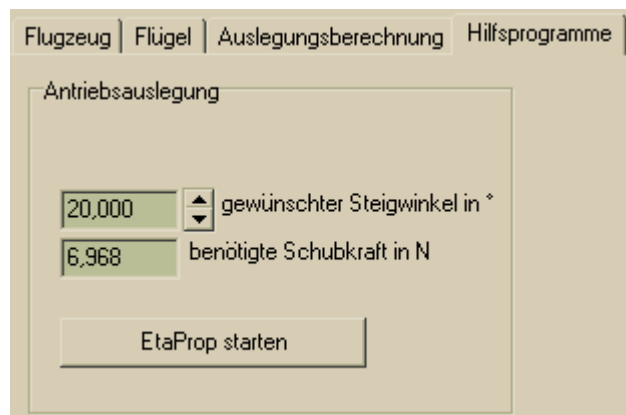 Flugzeug Flügel Auslegungsberechnung Hilfsprogramme
Antriebsauslegung
20,000 gewünschter Steigwinkel in °
6,968 benötigte Schubkraft in N
EtaProp starten